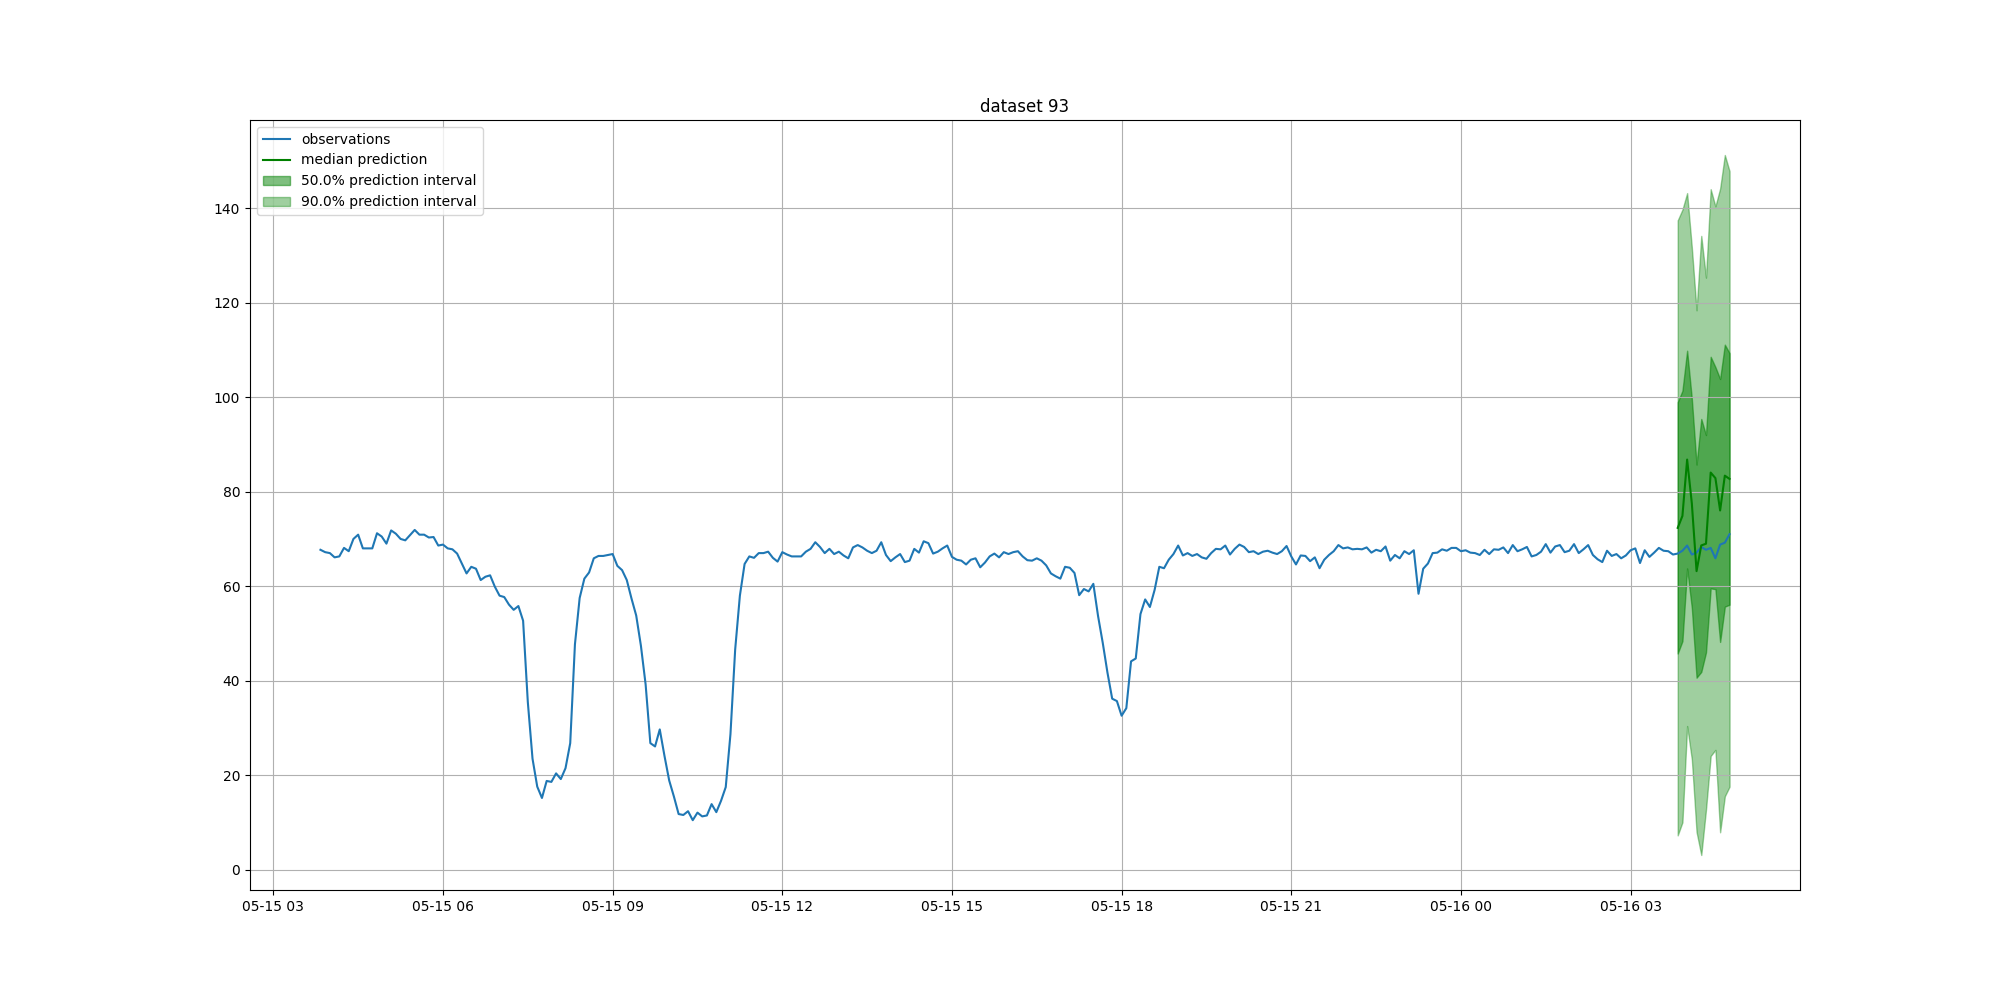 dataset 93
observations
median prediction
50.0% prediction interval
90.0% prediction interval
140
120
100
80
60
40
20
0
05-15 03 05-15 06 05-15 09 05-15 12 05-15 15 05-15 18 05-15 21 05-16 00 05-16 03